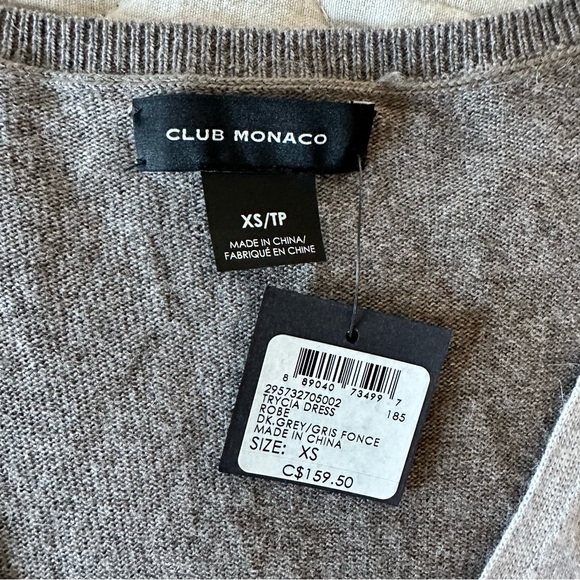 CLUB MONACO
XS/TP
MADE IN CHINA/
FABRIQUÉ EN CHINE
8 89040 73499 7
295732705002 185
TRYCIA DRESS
ROBE
DK.GREY/GRIS FONCE
MADE IN CHINA
SIZE: XS
C$159.50